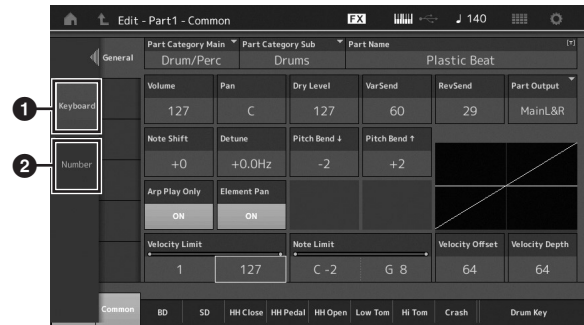 Edit - Part1 - Common FX 140
General
Part Category Main Part Category Sub Part Name
Drum/Perc Drums Plastic Beat
1 Keyboard
2 Number
Volume Pan Dry Level VarSend RevSend Part Output
127 C 127 60 29 MainL&R
Note Shift Detune Pitch Bend ↓ Pitch Bend ↑
+0 +0.0Hz -2 +2
Arp Play Only Element Pan
ON ON
Velocity Limit Note Limit Velocity Offset Velocity Depth
1 127 C -2 G 8 64 64
Common BD SD HH Close HH Pedal HH Open Low Tom Hi Tom Crash Drum Key